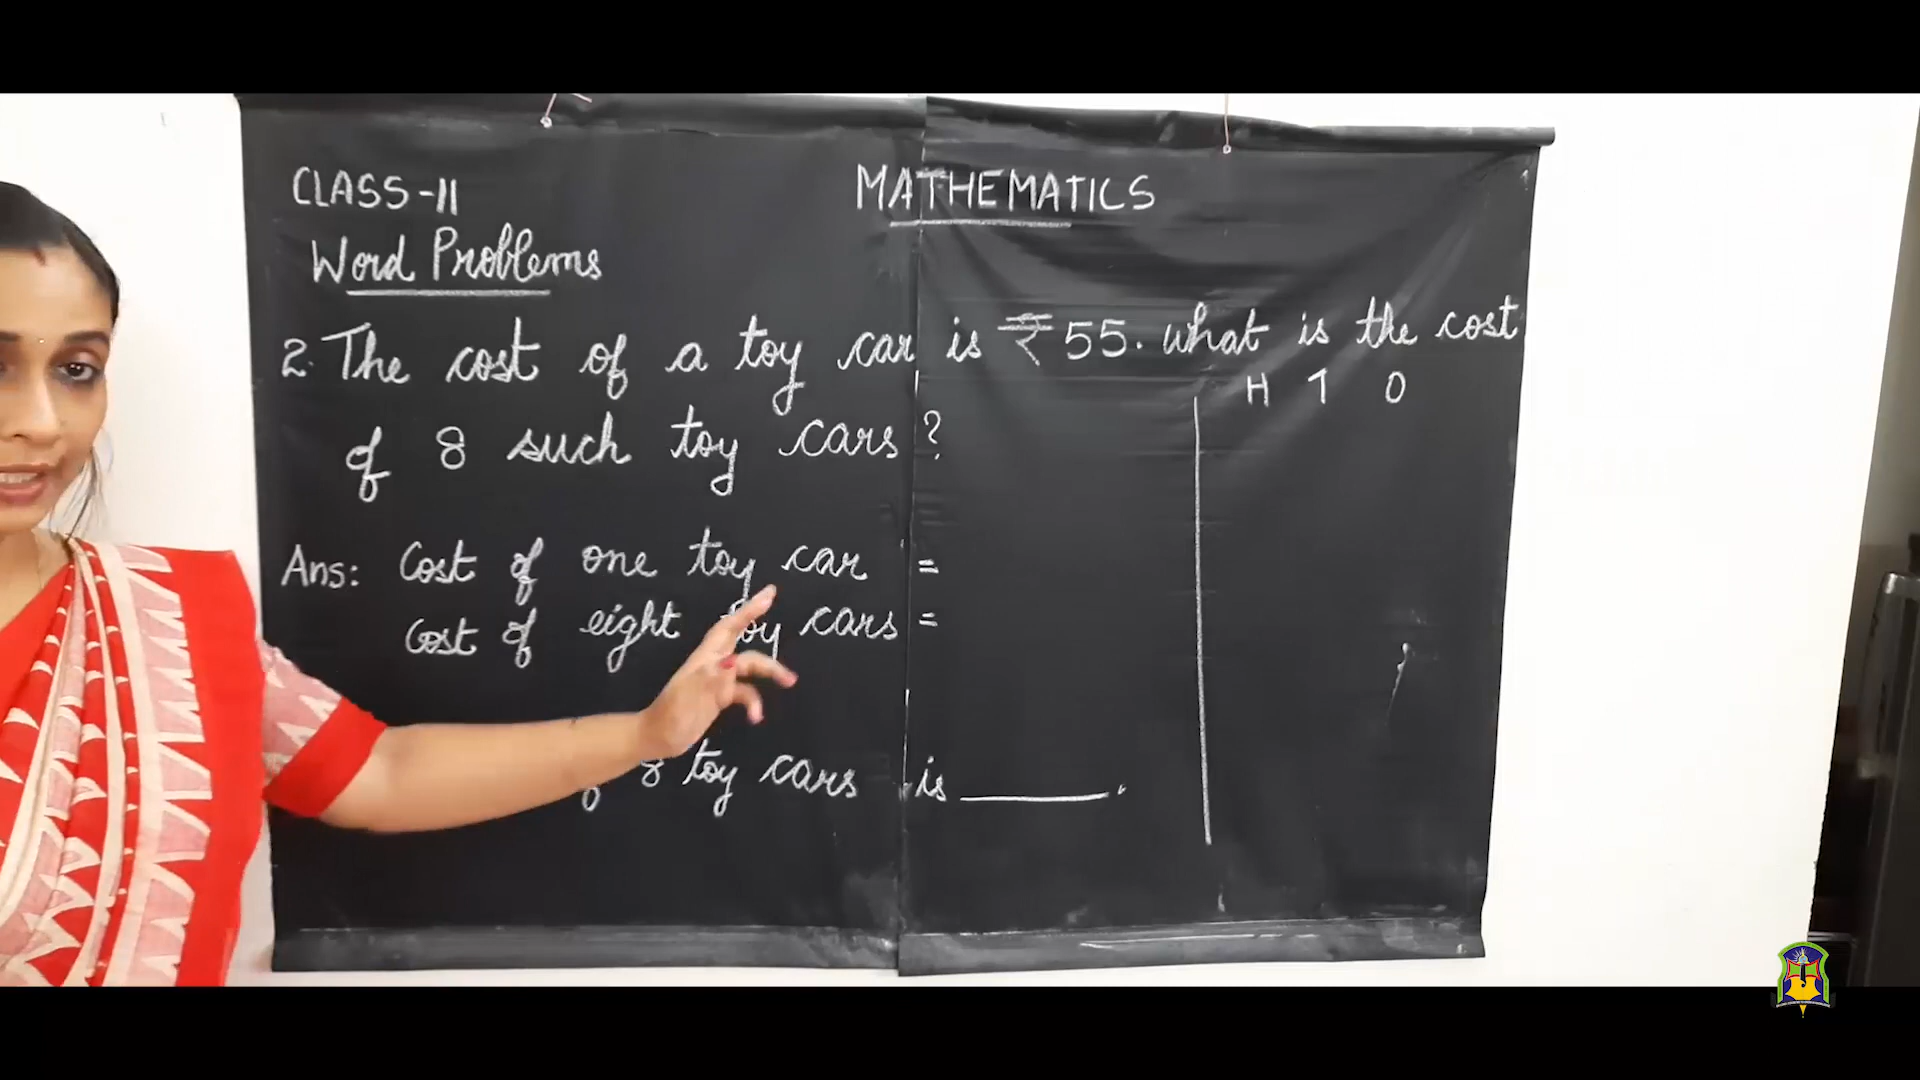 CLASS-II
MATHEMATICS
Word Problems
2. The cost of a toy car is ₹ 55. what is the cost
of 8 such toy cars?
H T O
Ans: Cost of one toy car =
Cost of eight toy cars =
8 toy cars is ______.